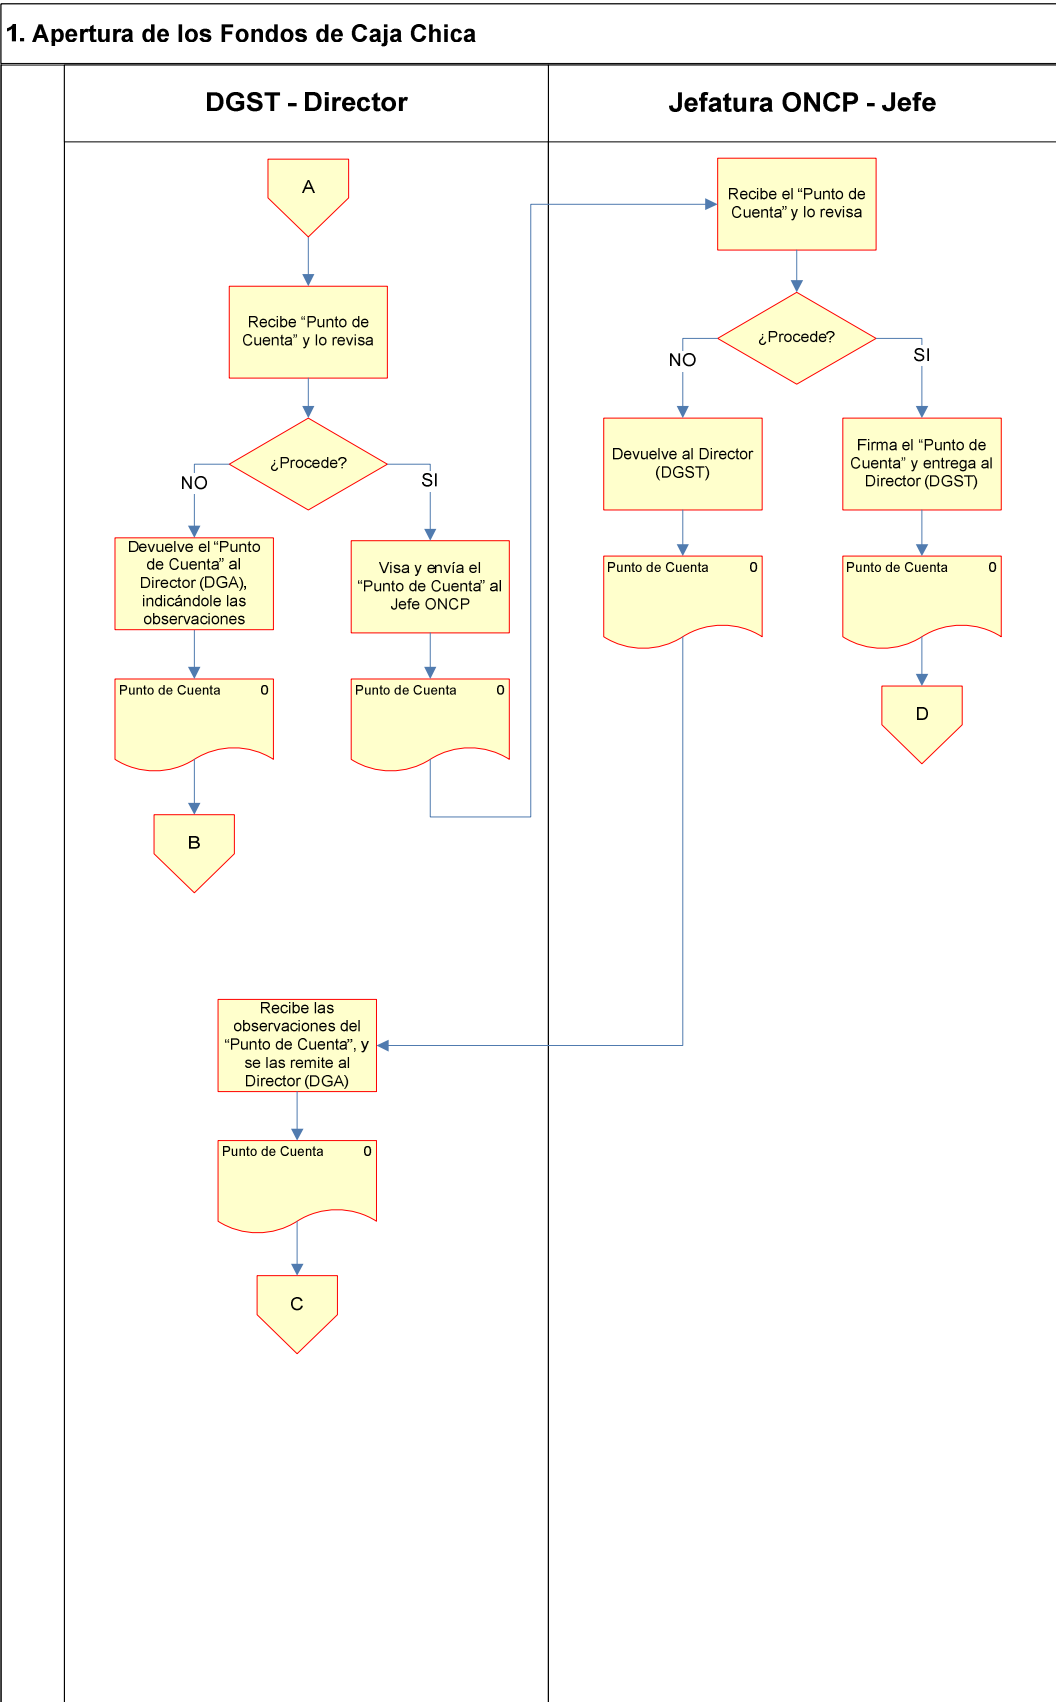 1. Apertura de los Fondos de Caja Chica
DGST - Director
Jefatura ONCP - Jefe
A
Recibe “Punto de
Cuenta” y lo revisa
¿Procede?
NO
SI
Devuelve el “Punto
de Cuenta” al
Director (DGA),
indicándole las
observaciones
Visa y envía el
“Punto de Cuenta” al
Jefe ONCP
Punto de Cuenta 0
Punto de Cuenta 0
B
Recibe el “Punto de
Cuenta” y lo revisa
¿Procede?
NO
SI
Devuelve al Director
(DGST)
Firma el “Punto de
Cuenta” y entrega al
Director (DGST)
Punto de Cuenta 0
Punto de Cuenta 0
D
Recibe las
observaciones del
“Punto de Cuenta”, y
se las remite al
Director (DGA)
Punto de Cuenta 0
C